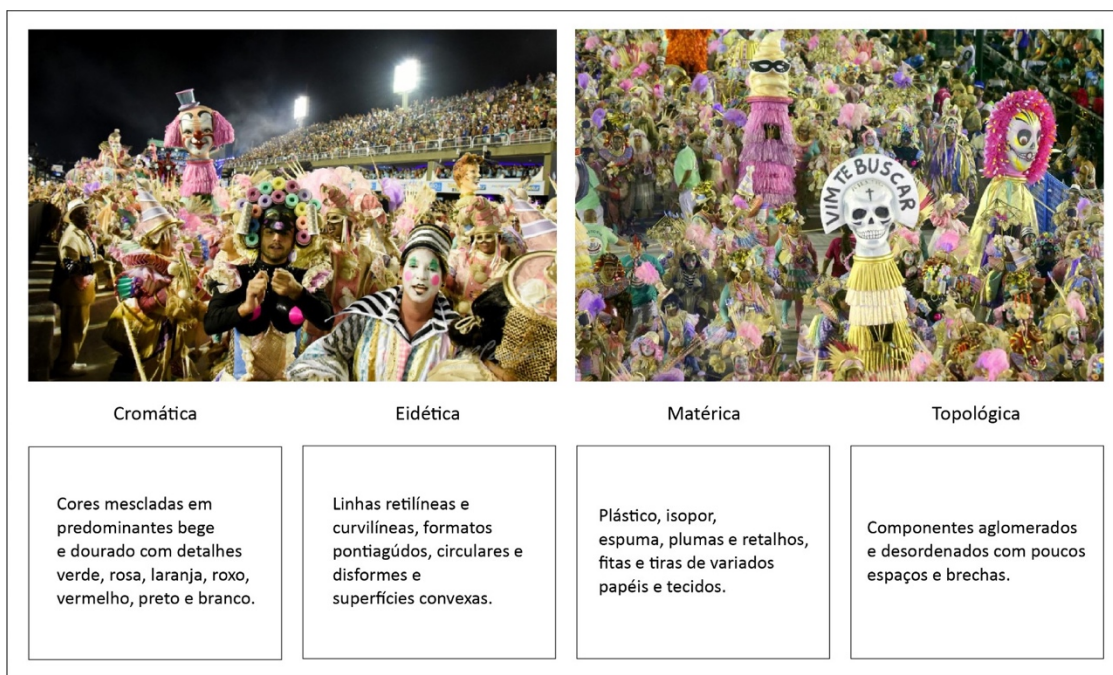 VIM TE BUSCAR
Cromática
Eidética
Matérica
Topológica
Cores mescladas em
predominantes bege
e dourado com detalhes
verde, rosa, laranja, roxo,
vermelho, preto e branco.
Linhas retilíneas e
curvilíneas, formatos
pontiagúdos, circulares e
disformes e
superfícies convexas.
Plástico, isopor,
espuma, plumas e retalhos,
fitas e tiras de variados
papéis e tecidos.
Componentes aglomerados
e desordenados com poucos
espaços e brechas.